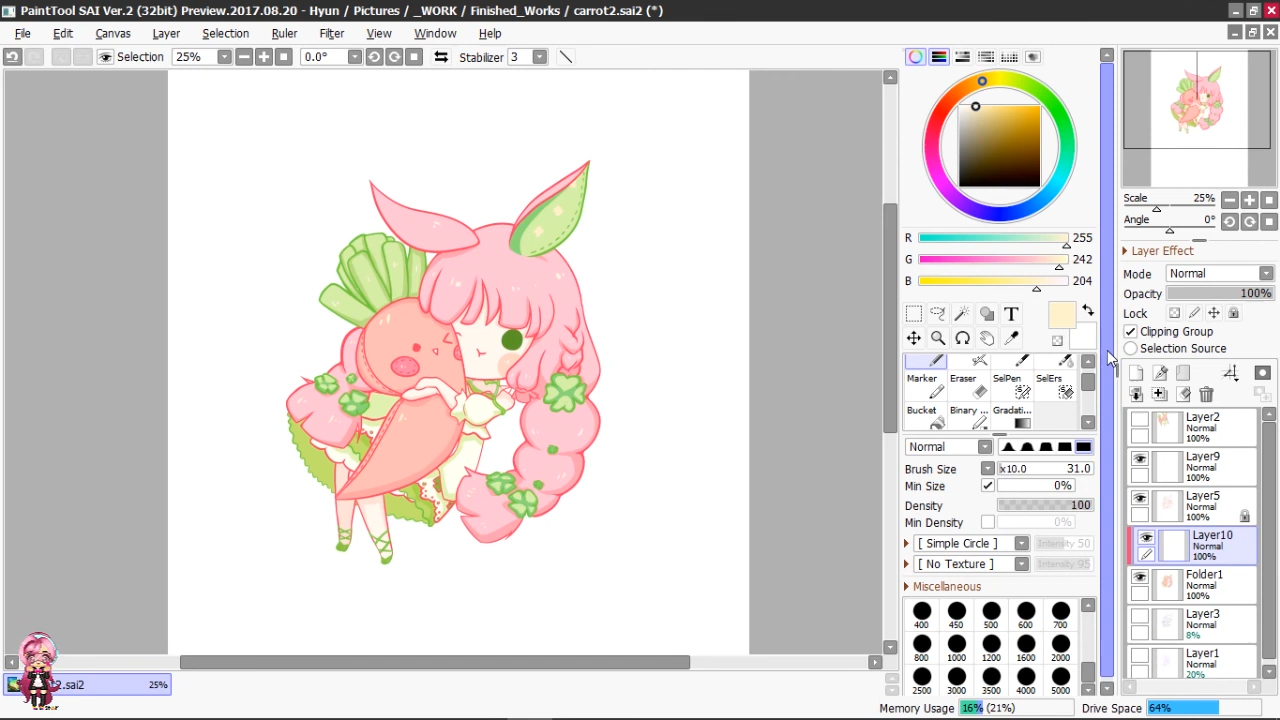 PaintTool SAI Ver.2 (32bit) Preview.2017.08.20 - Hyun / Pictures / _WORK / Finished_Works / carrot2.sai2 (*)
File Edit Canvas Layer Selection Ruler Filter View Window Help
Selection 25% 0.0° Stabilizer 3
R 255
G 242
B 204
T
Marker Eraser SelPen SelErs
Bucket Binary ... Gradati...
Normal
Brush Size x10.0 31.0
Min Size 0%
Density 100
Min Density 0%
[ Simple Circle ] Intensity 50
[ No Texture ] Intensity 95
Miscellaneous
400 450 500 600 700
800 1000 1200 1600 2000
2500 3000 3500 4000 5000
Scale 25%
Angle 0°
Layer Effect
Mode Normal
Opacity 100%
Lock
Clipping Group
Selection Source
Layer2
Normal
100%
Layer9
Normal
100%
Layer5
Normal
100%
Layer10
Normal
100%
Folder1
Normal
100%
Layer3
Normal
8%
Layer1
Normal
20%
2.sai2 25%
Memory Usage 16% (21%) Drive Space 64%